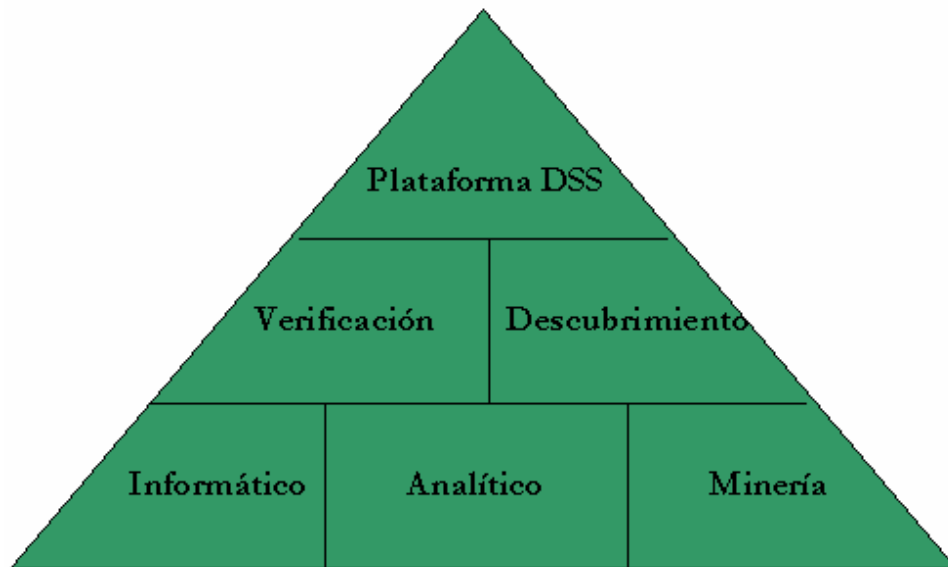 Plataforma DSS
Verificación Descubrimiento
Informático Analítico Minería